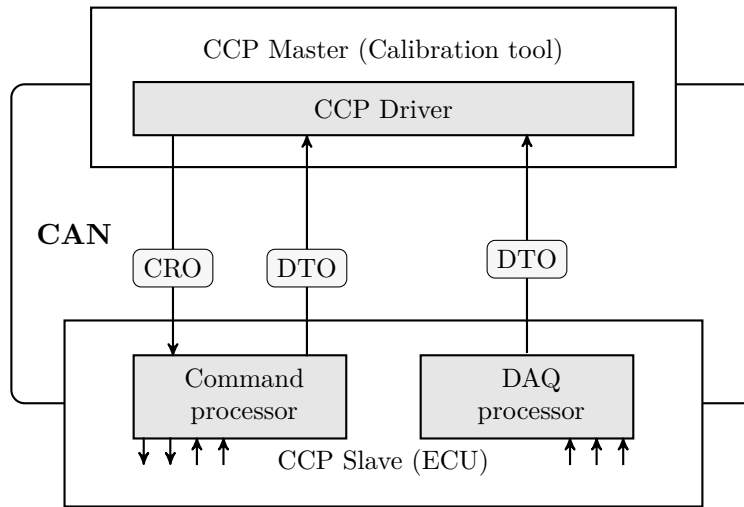 CCP Master (Calibration tool)
CCP Driver
CAN
CRO
DTO
DTO
Command
processor
DAQ
processor
CCP Slave (ECU)